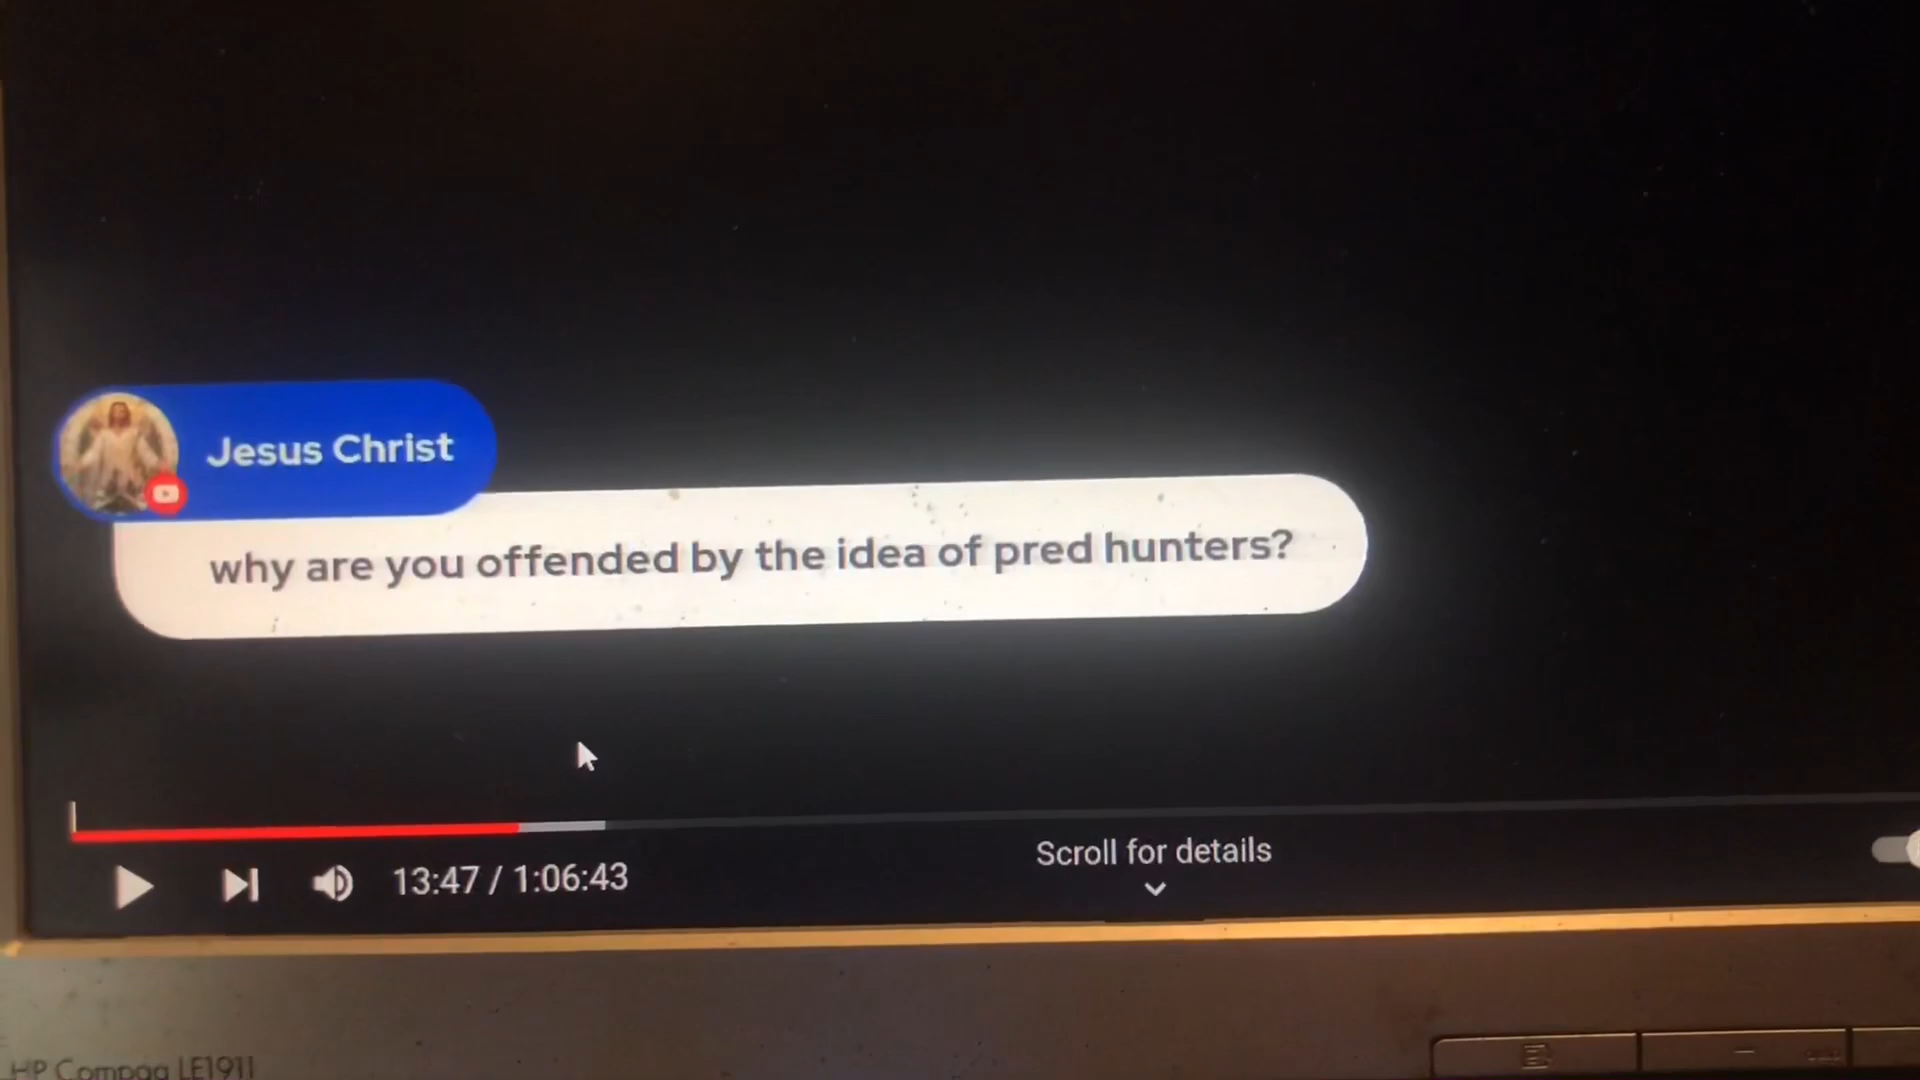 Jesus Christ
why are you offended by the idea of pred hunters?
Scroll for details
13:47 / 1:06:43
HP Compaq LE1911